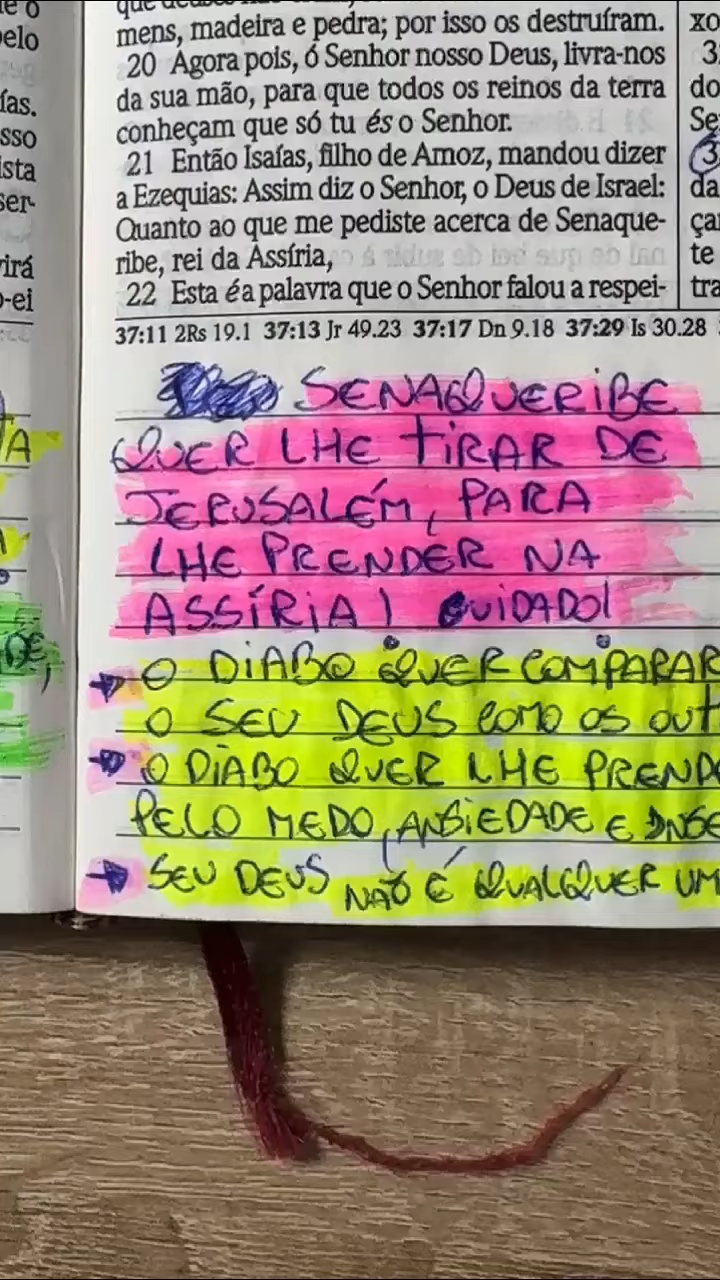 mens, madeira e pedra; por isso os destruíram.
20 Agora pois, ó Senhor nosso Deus, livra-nos
da sua mão, para que todos os reinos da terra
conheçam que só tu és o Senhor.
21 Então Isaías, filho de Amoz, mandou dizer
a Ezequias: Assim diz o Senhor, o Deus de Israel:
Quanto ao que me pediste acerca de Senaque-
ribe, rei da Assíria,
22 Esta é a palavra que o Senhor falou a respei-
37:11 2Rs 19.1 37:13 Jr 49.23 37:17 Dn 9.18 37:29 Is 30.28
SENAQUERIBE
QUER LHE TIRAR DE
JERUSALÉM, PARA
LHE PRENDER NA
ASSÍRIA! CUIDADO!
→ O DIABO QUER COMPARAR
O SEU DEUS COMO OS OUT
→ O DIABO QUER LHE PREND
PELO MEDO, ANSIEDADE E INSE
→ SEU DEUS NÃO É QUALQUER UM